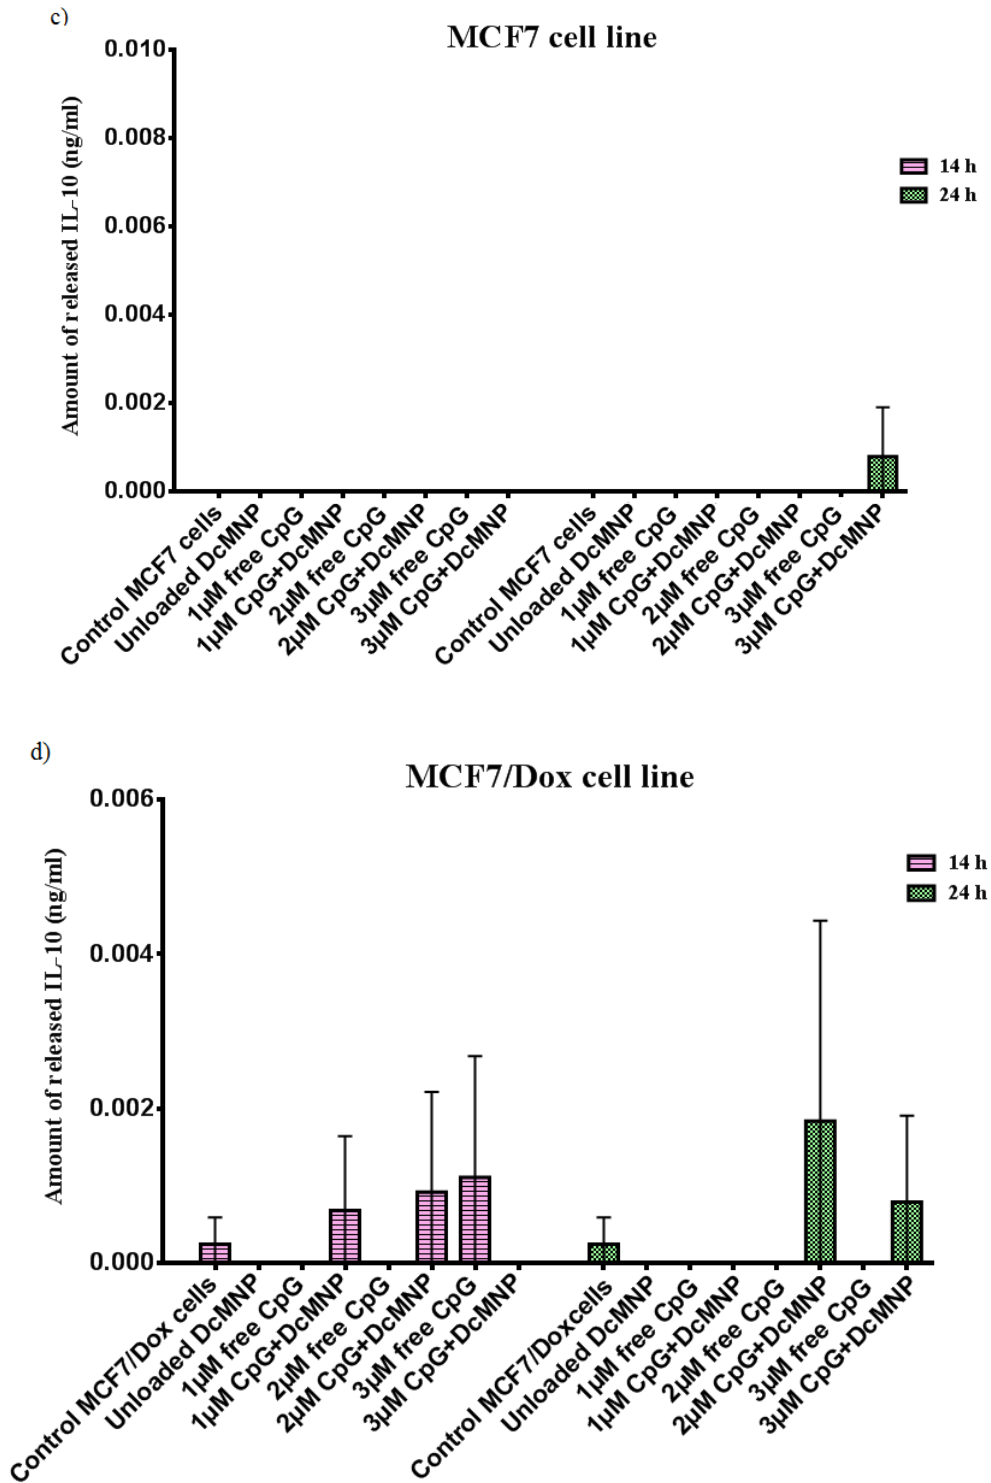 c)
MCF7 cell line
Amount of released IL-10 (ng/ml)
0.010
0.008
0.006
0.004
0.002
0.000
14 h
24 h
Control MCF7 cells
Unloaded DcMNP
1µM free CpG
1µM CpG+DcMNP
2µM free CpG
2µM CpG+DcMNP
3µM free CpG
3µM CpG+DcMNP
Control MCF7 cells
Unloaded DcMNP
1µM free CpG
1µM CpG+DcMNP
2µM free CpG
2µM CpG+DcMNP
3µM free CpG
3µM CpG+DcMNP
d)
MCF7/Dox cell line
Amount of released IL-10 (ng/ml)
0.006
0.004
0.002
0.000
14 h
24 h
Control MCF7/Dox cells
Unloaded DcMNP
1µM free CpG
1µM CpG+DcMNP
2µM free CpG
2µM CpG+DcMNP
3µM free CpG
3µM CpG+DcMNP
Control MCF7/Doxcells
Unloaded DcMNP
1µM free CpG
1µM CpG+DcMNP
2µM free CpG
2µM CpG+DcMNP
3µM free CpG
3µM CpG+DcMNP